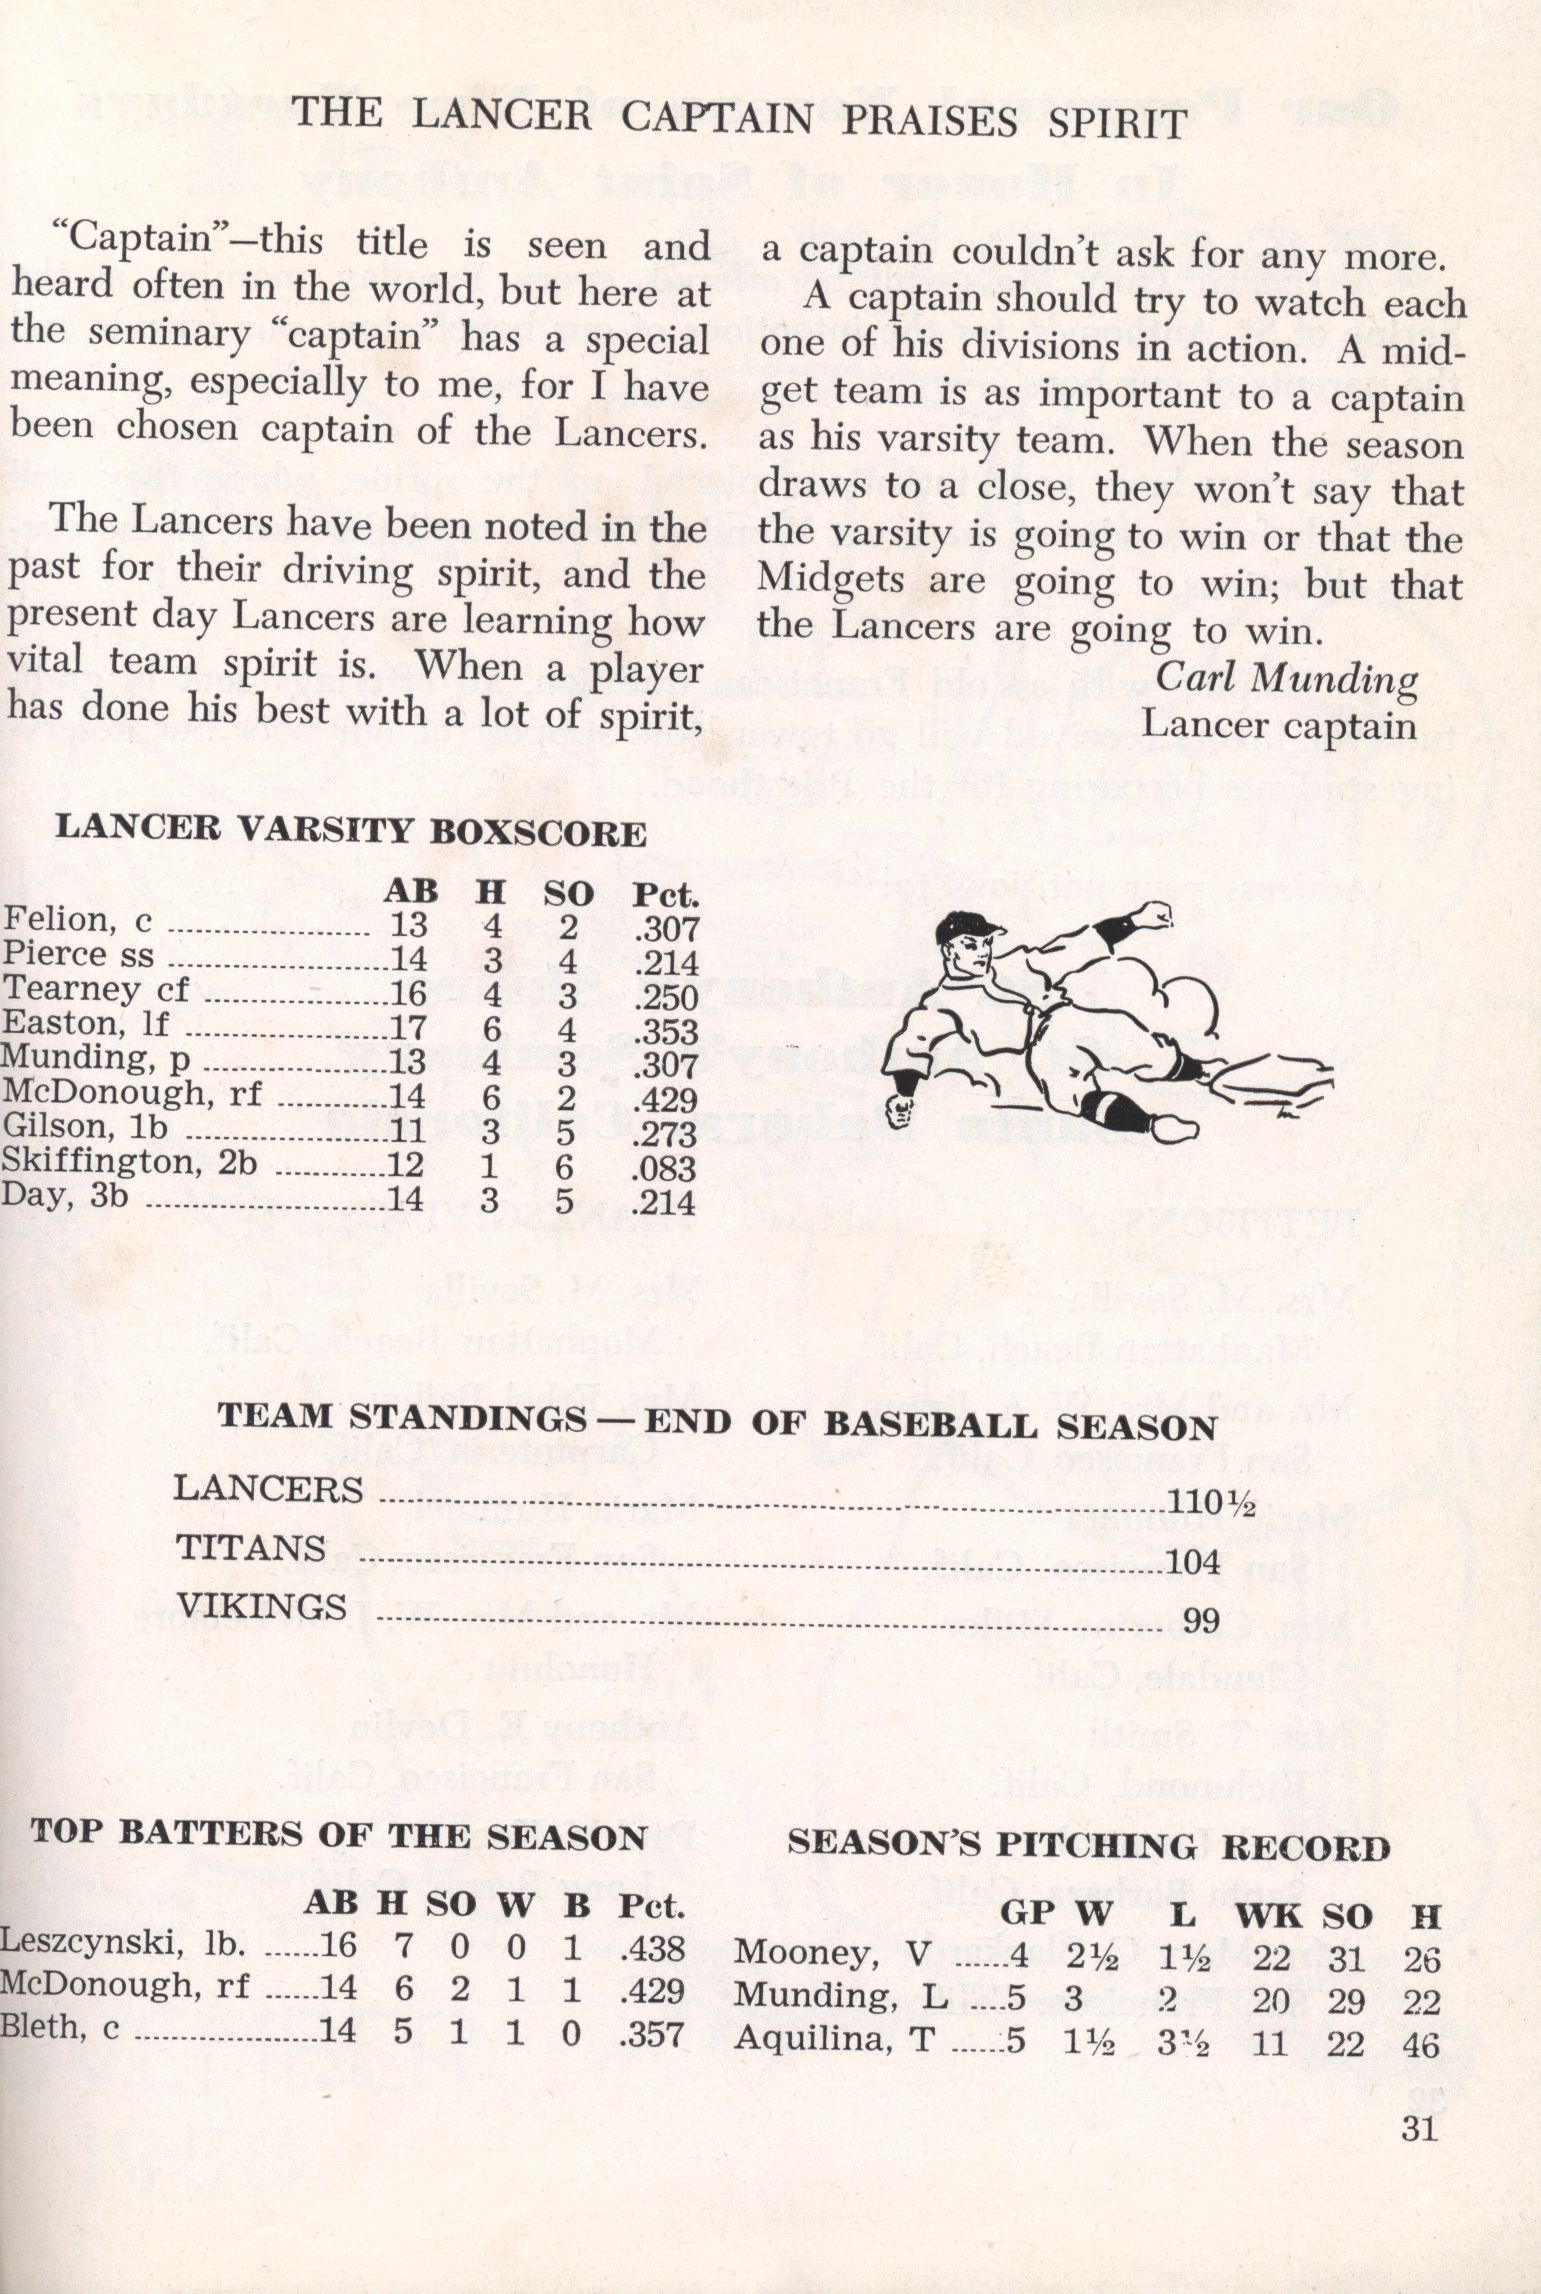 THE LANCER CAPTAIN PRAISES SPIRIT
“Captain”—this title is seen and
heard often in the world, but here at
the seminary “captain” has a special
meaning, especially to me, for I have
been chosen captain of the Lancers.
The Lancers have been noted in the
past for their driving spirit, and the
present day Lancers are learning how
vital team spirit is. When a player
has done his best with a lot of spirit,
a captain couldn’t ask for any more.
A captain should try to watch each
one of his divisions in action. A mid-
get team is as important to a captain
as his varsity team. When the season
draws to a close, they won’t say that
the varsity is going to win or that the
Midgets are going to win; but that
the Lancers are going to win.
Carl Munding
Lancer captain
LANCER VARSITY BOXSCORE
AB H SO Pct.
Felion, c ...................... 13 4 2 .307
Pierce ss ........................14 3 4 .214
Tearney cf ....................16 4 3 .250
Easton, lf ......................17 6 4 .353
Munding, p ....................13 4 3 .307
McDonough, rf ............14 6 2 .429
Gilson, 1b ......................11 3 5 .273
Skiffington, 2b ............12 1 6 .083
Day, 3b ..........................14 3 5 .214
TEAM STANDINGS — END OF BASEBALL SEASON
LANCERS ....................................................................................110½
TITANS ......................................................................................104
VIKINGS .................................................................................... 99
TOP BATTERS OF THE SEASON
AB H SO W B Pct.
Leszcynski, lb. ......16 7 0 0 1 .438
McDonough, rf ......14 6 2 1 1 .429
Bleth, c ....................14 5 1 1 0 .357
SEASON’S PITCHING RECORD
GP W L WK SO H
Mooney, V ......4 2½ 1½ 22 31 26
Munding, L ....5 3 2 20 29 22
Aquilina, T ......5 1½ 3½ 11 22 46
31